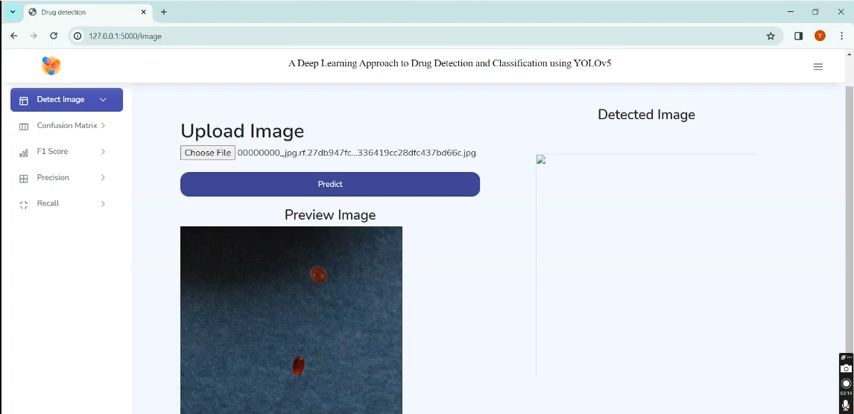 Drug detection
127.0.0.1:5000/image
Y
A Deep Learning Approach to Drug Detection and Classification using YOLOv5
Detect Image
Confusion Matrix
F1 Score
Precision
Recall
Upload Image
Choose File 00000000_jpg.rf.27db947fc...336419cc28dfc437bd66c.jpg
Predict
Preview Image
Detected Image
02:14